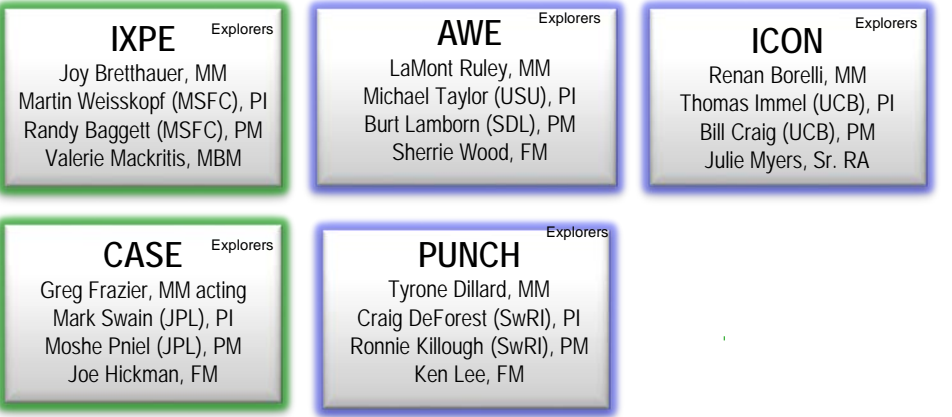 IXPE Explorers
Joy Bretthauer, MM
Martin Weisskopf (MSFC), PI
Randy Baggett (MSFC), PM
Valerie Mackritis, MBM
AWE Explorers
LaMont Ruley, MM
Michael Taylor (USU), PI
Burt Lamborn (SDL), PM
Sherrie Wood, FM
ICON Explorers
Renan Borelli, MM
Thomas Immel (UCB), PI
Bill Craig (UCB), PM
Julie Myers, Sr. RA
CASE Explorers
Greg Frazier, MM acting
Mark Swain (JPL), PI
Moshe Pniel (JPL), PM
Joe Hickman, FM
PUNCH Explorers
Tyrone Dillard, MM
Craig DeForest (SwRI), PI
Ronnie Killough (SwRI), PM
Ken Lee, FM